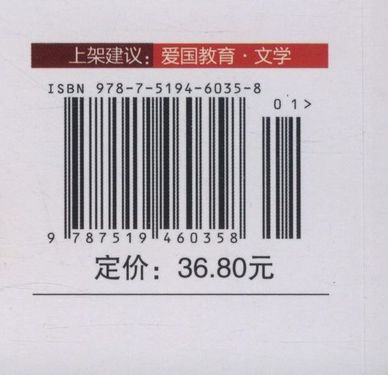 上架建议：爱国教育·文学
ISBN 978-7-5194-6035-8
01>
9 787519 460358
定价：36.80元